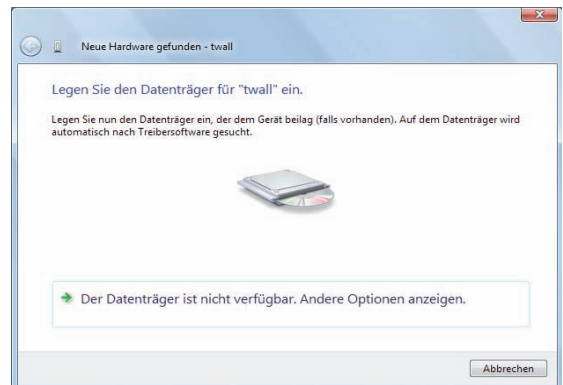 Neue Hardware gefunden - twall
Legen Sie den Datenträger für "twall" ein.
Legen Sie nun den Datenträger ein, der dem Gerät beilag (falls vorhanden). Auf dem Datenträger wird
automatisch nach Treibersoftware gesucht.
Der Datenträger ist nicht verfügbar. Andere Optionen anzeigen.
Abbrechen